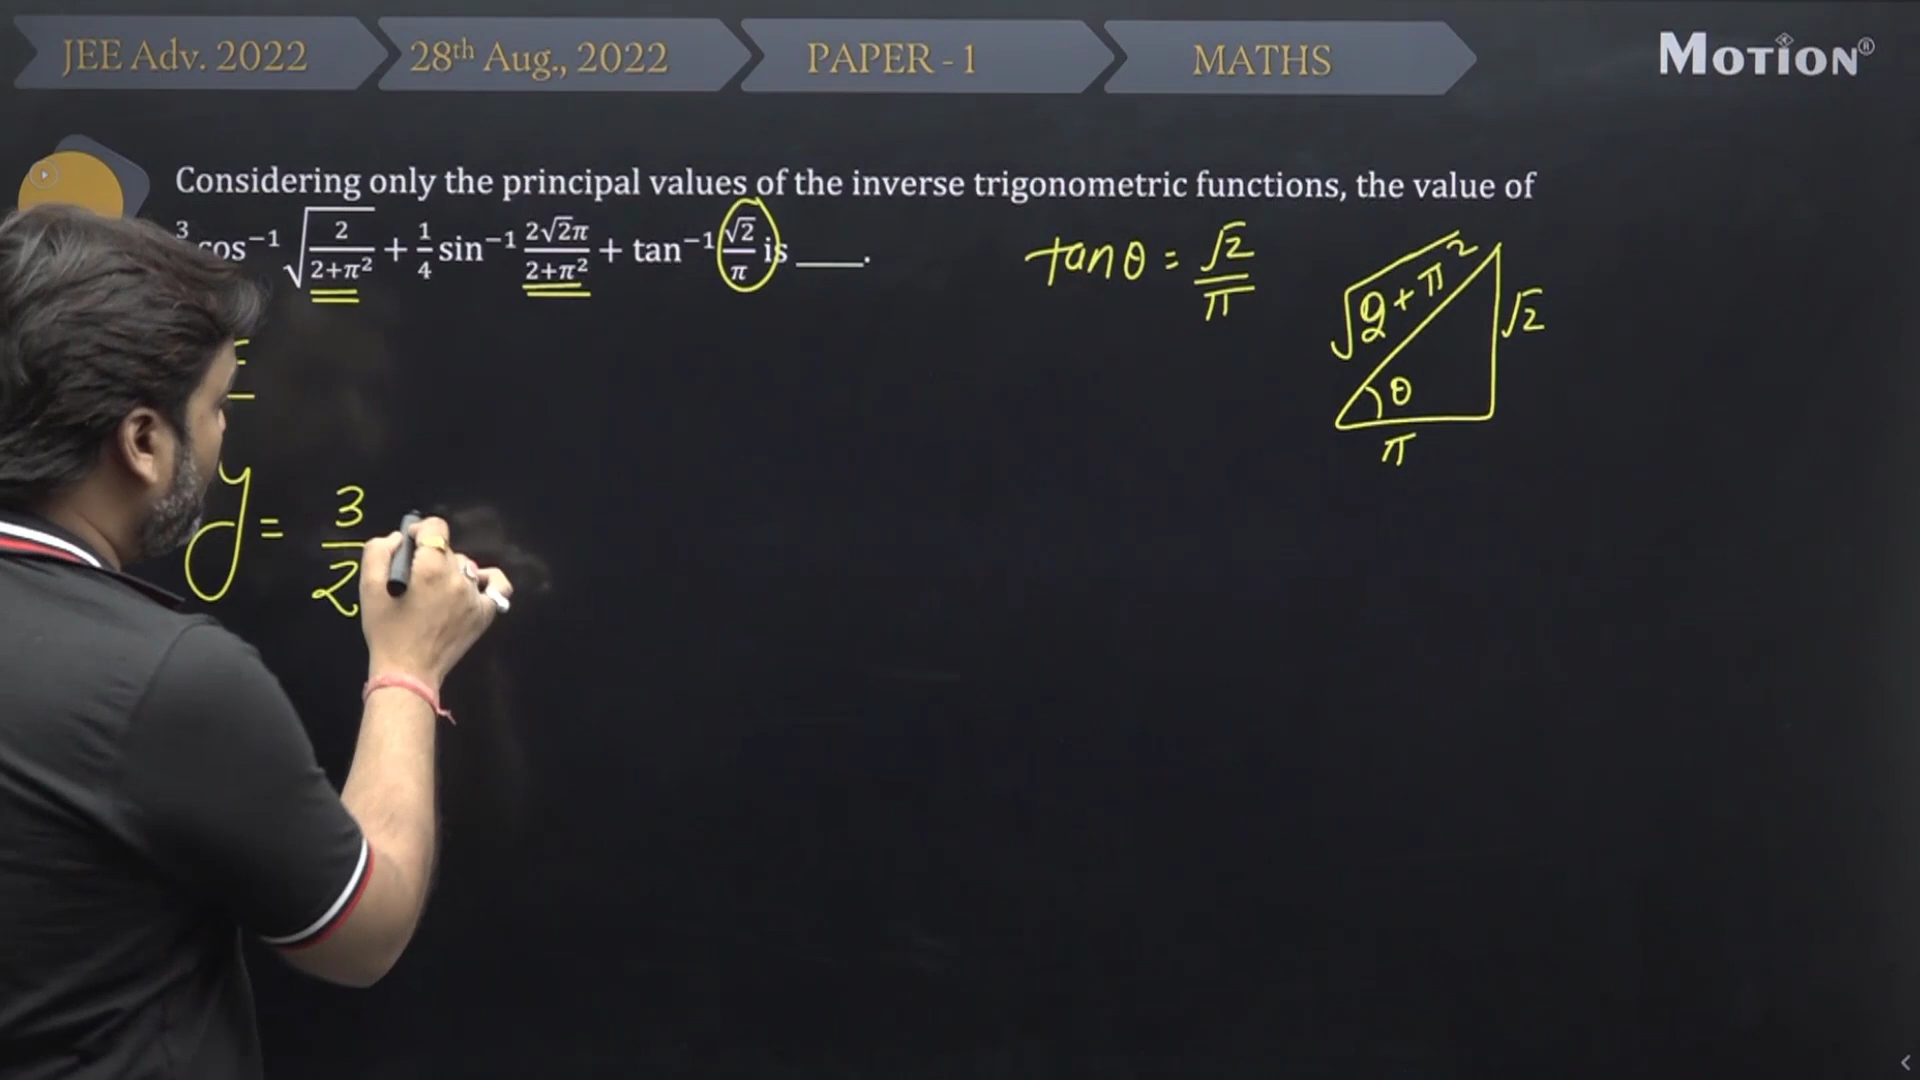 JEE Adv. 2022 28th Aug., 2022 PAPER - 1 MATHS MOTION®
Considering only the principal values of the inverse trigonometric functions, the value of
3 cos⁻¹ √(2/(2+π²)) + 1/4 sin⁻¹ 2√2π/(2+π²) + tan⁻¹ √2/π is ____.
tan θ = √2/π
√(2 + π²)
√2
θ
π
y = 3/2